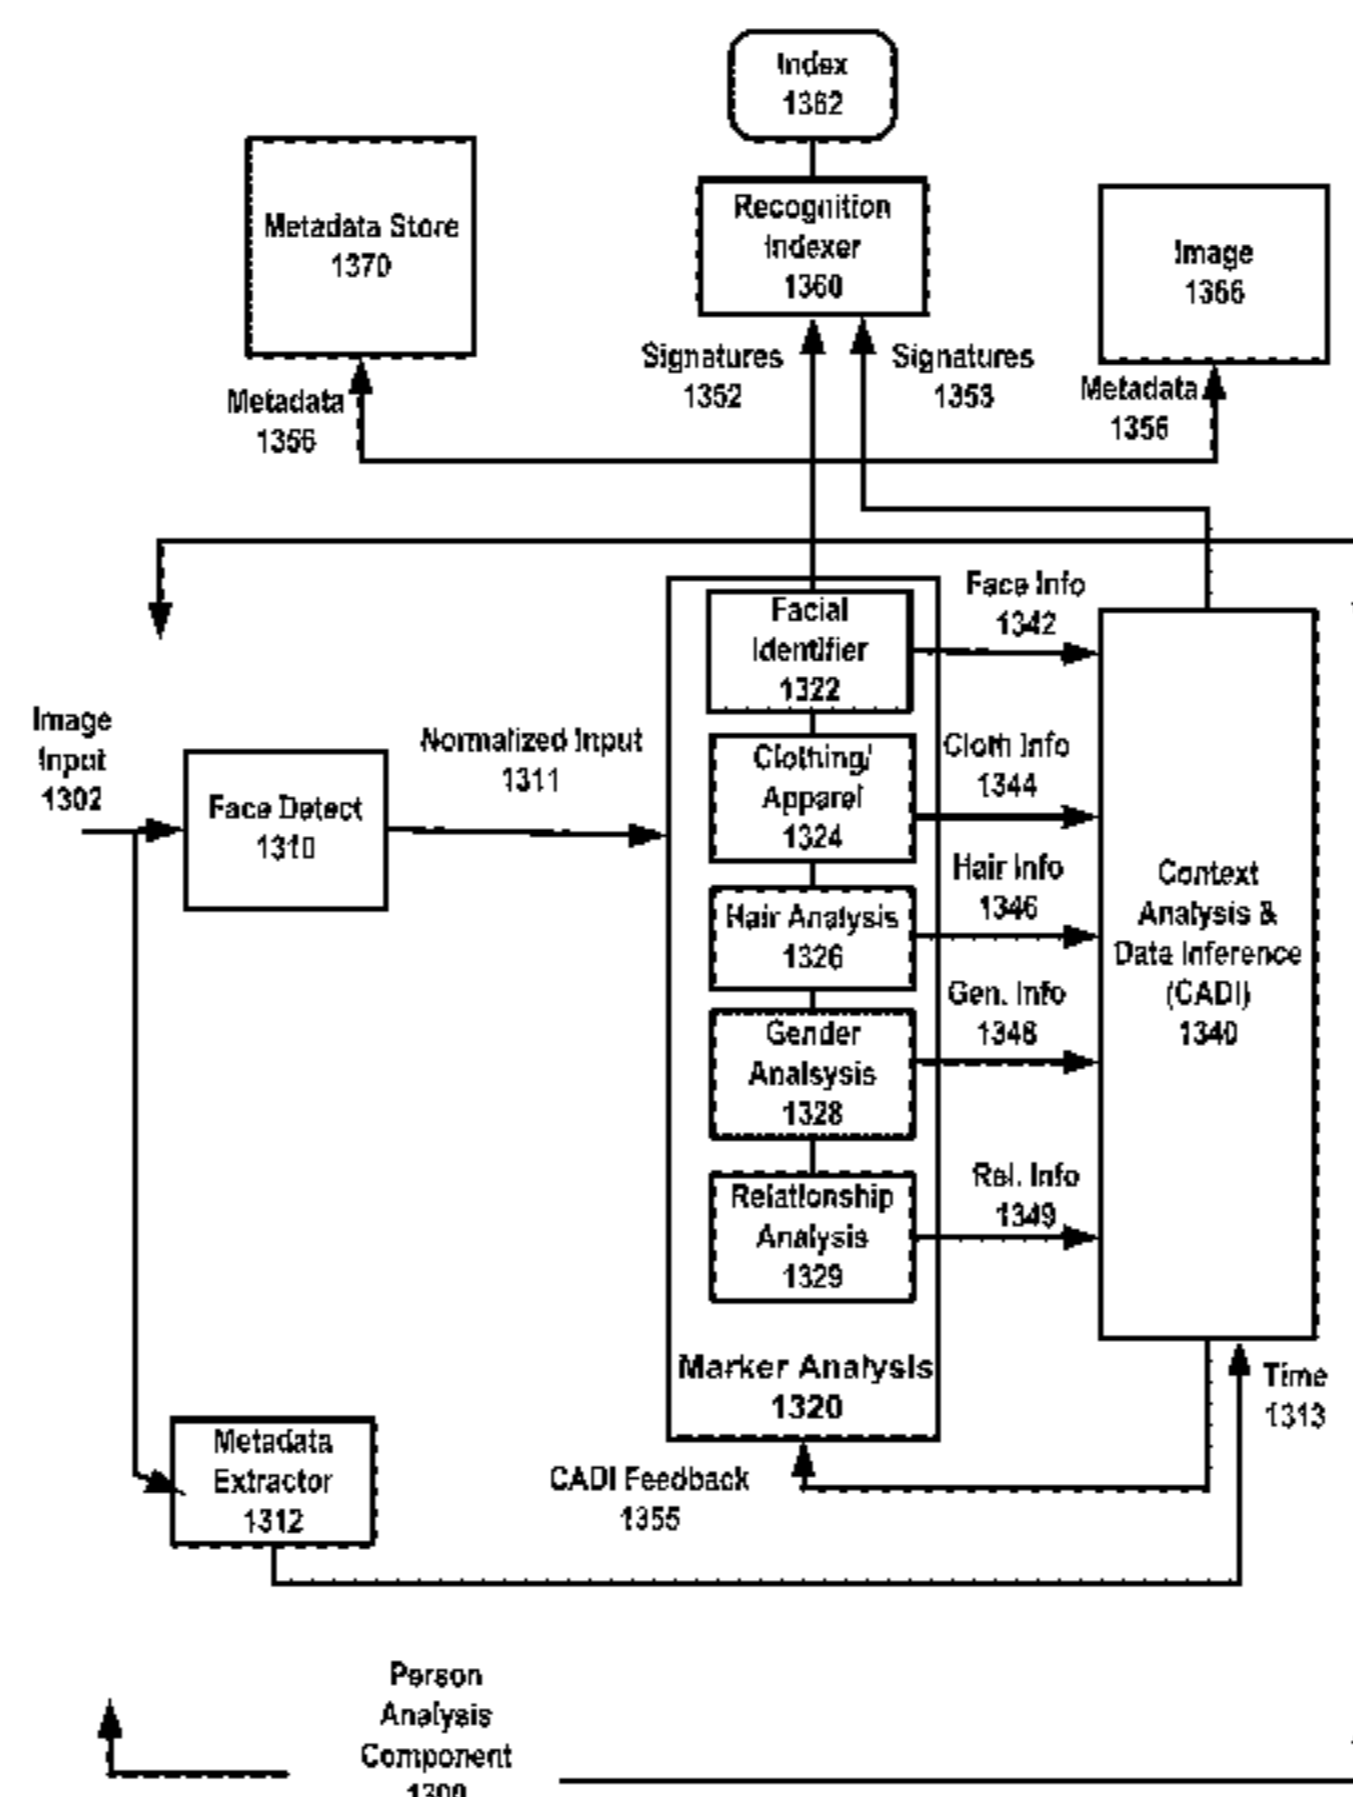 Index
1362
Metadata Store
1370
Recognition
Indexer
1360
Image
1366
Signatures
1352
Signatures
1353
Metadata
1356
Metadata
1356
Face Info
1342
Facial
Identifier
1322
Image
Input
1302
Normalized Input
1311
Cloth Info
1344
Clothing/
Apparel
1324
Face Detect
1310
Hair Info
1346
Hair Analysis
1326
Context
Analysis &
Data Inference
(CADI)
1340
Gen. Info
1348
Gender
Analsysis
1328
Rel. Info
1349
Relationship
Analysis
1329
Marker Analysis
1320
Time
1313
Metadata
Extractor
1312
CADI Feedback
1355
Person
Analysis
Component